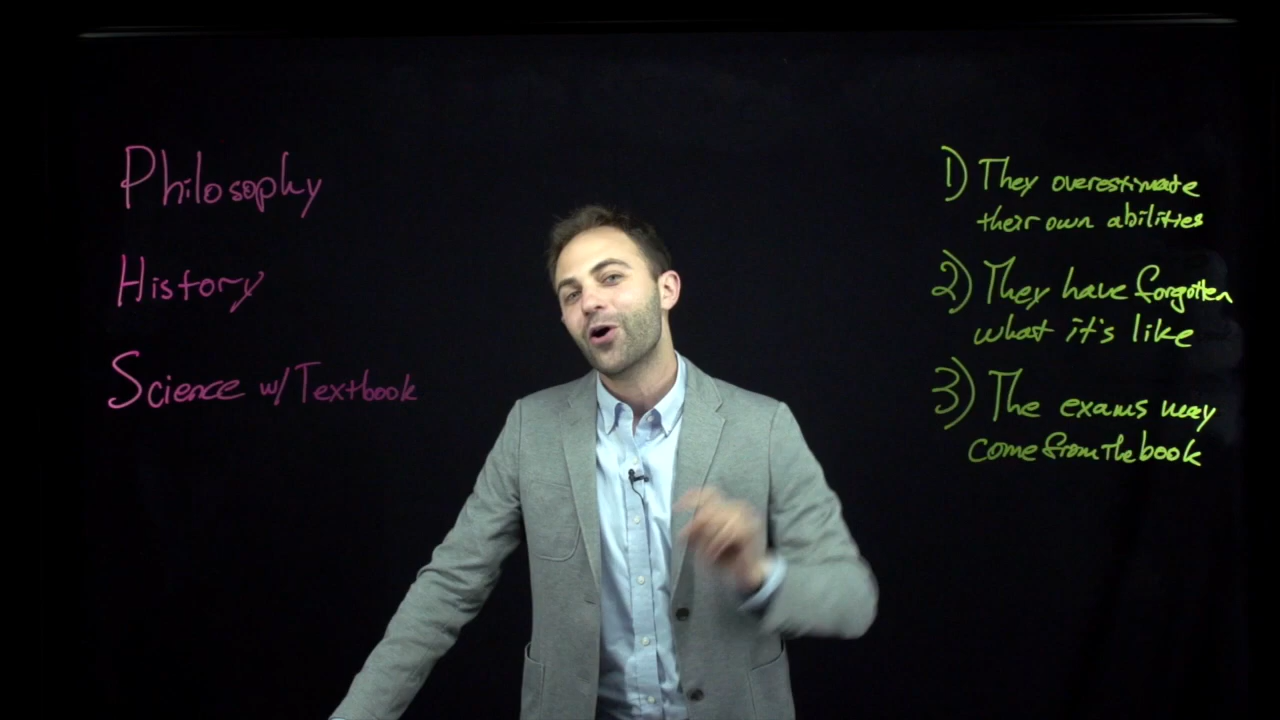 Philosophy
History
Science w/ Textbook
1) They overestimate
their own abilities
2) They have forgotten
what it's like
3) The exams may
come from the book